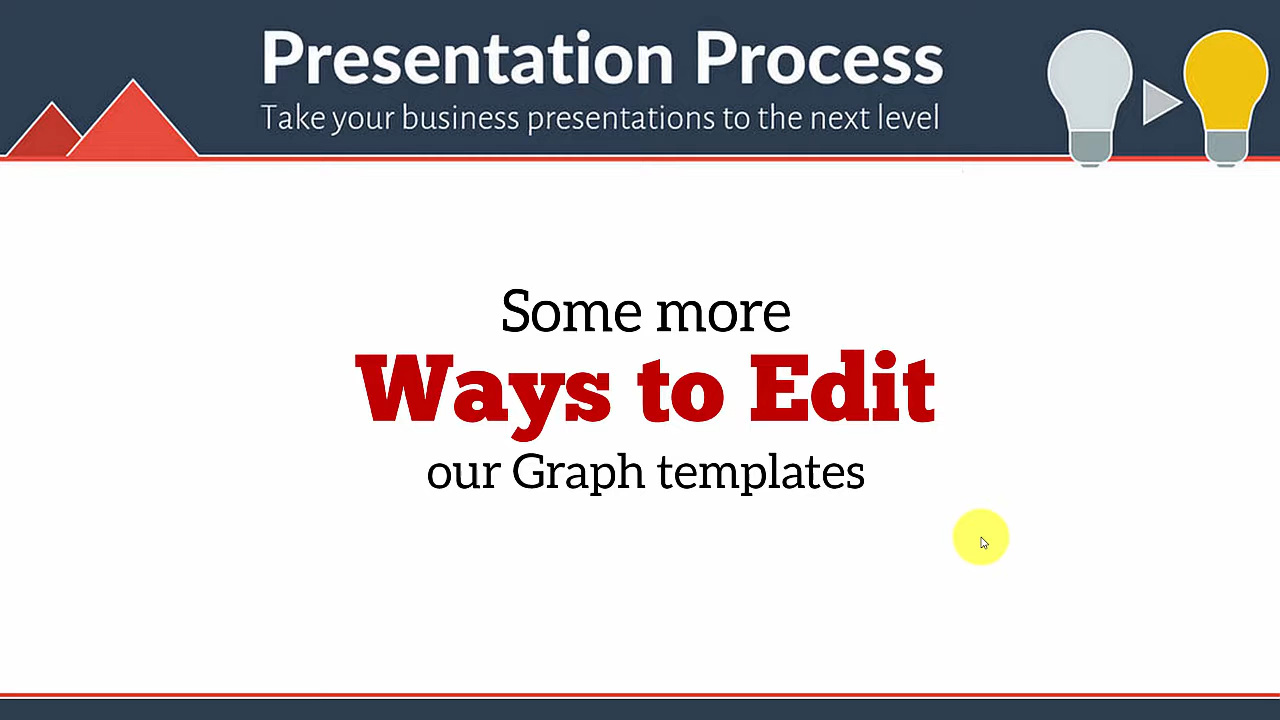 Presentation Process
Take your business presentations to the next level
Some more
Ways to Edit
our Graph templates